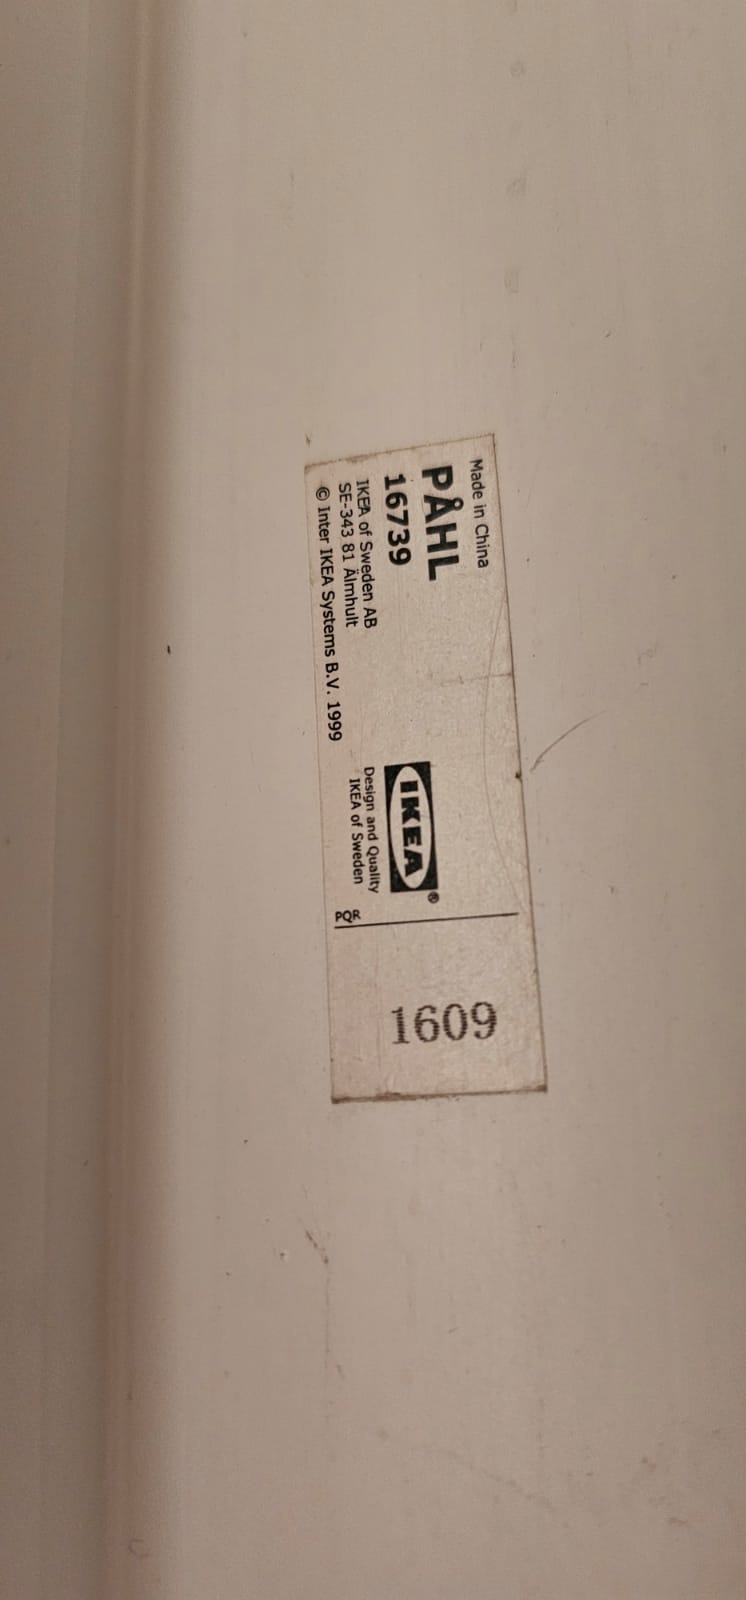 Made in China
PÅHL
16739
IKEA of Sweden AB
SE-343 81 Älmhult
© Inter IKEA Systems B.V. 1999
IKEA®
Design and Quality
IKEA of Sweden
PQR
1609